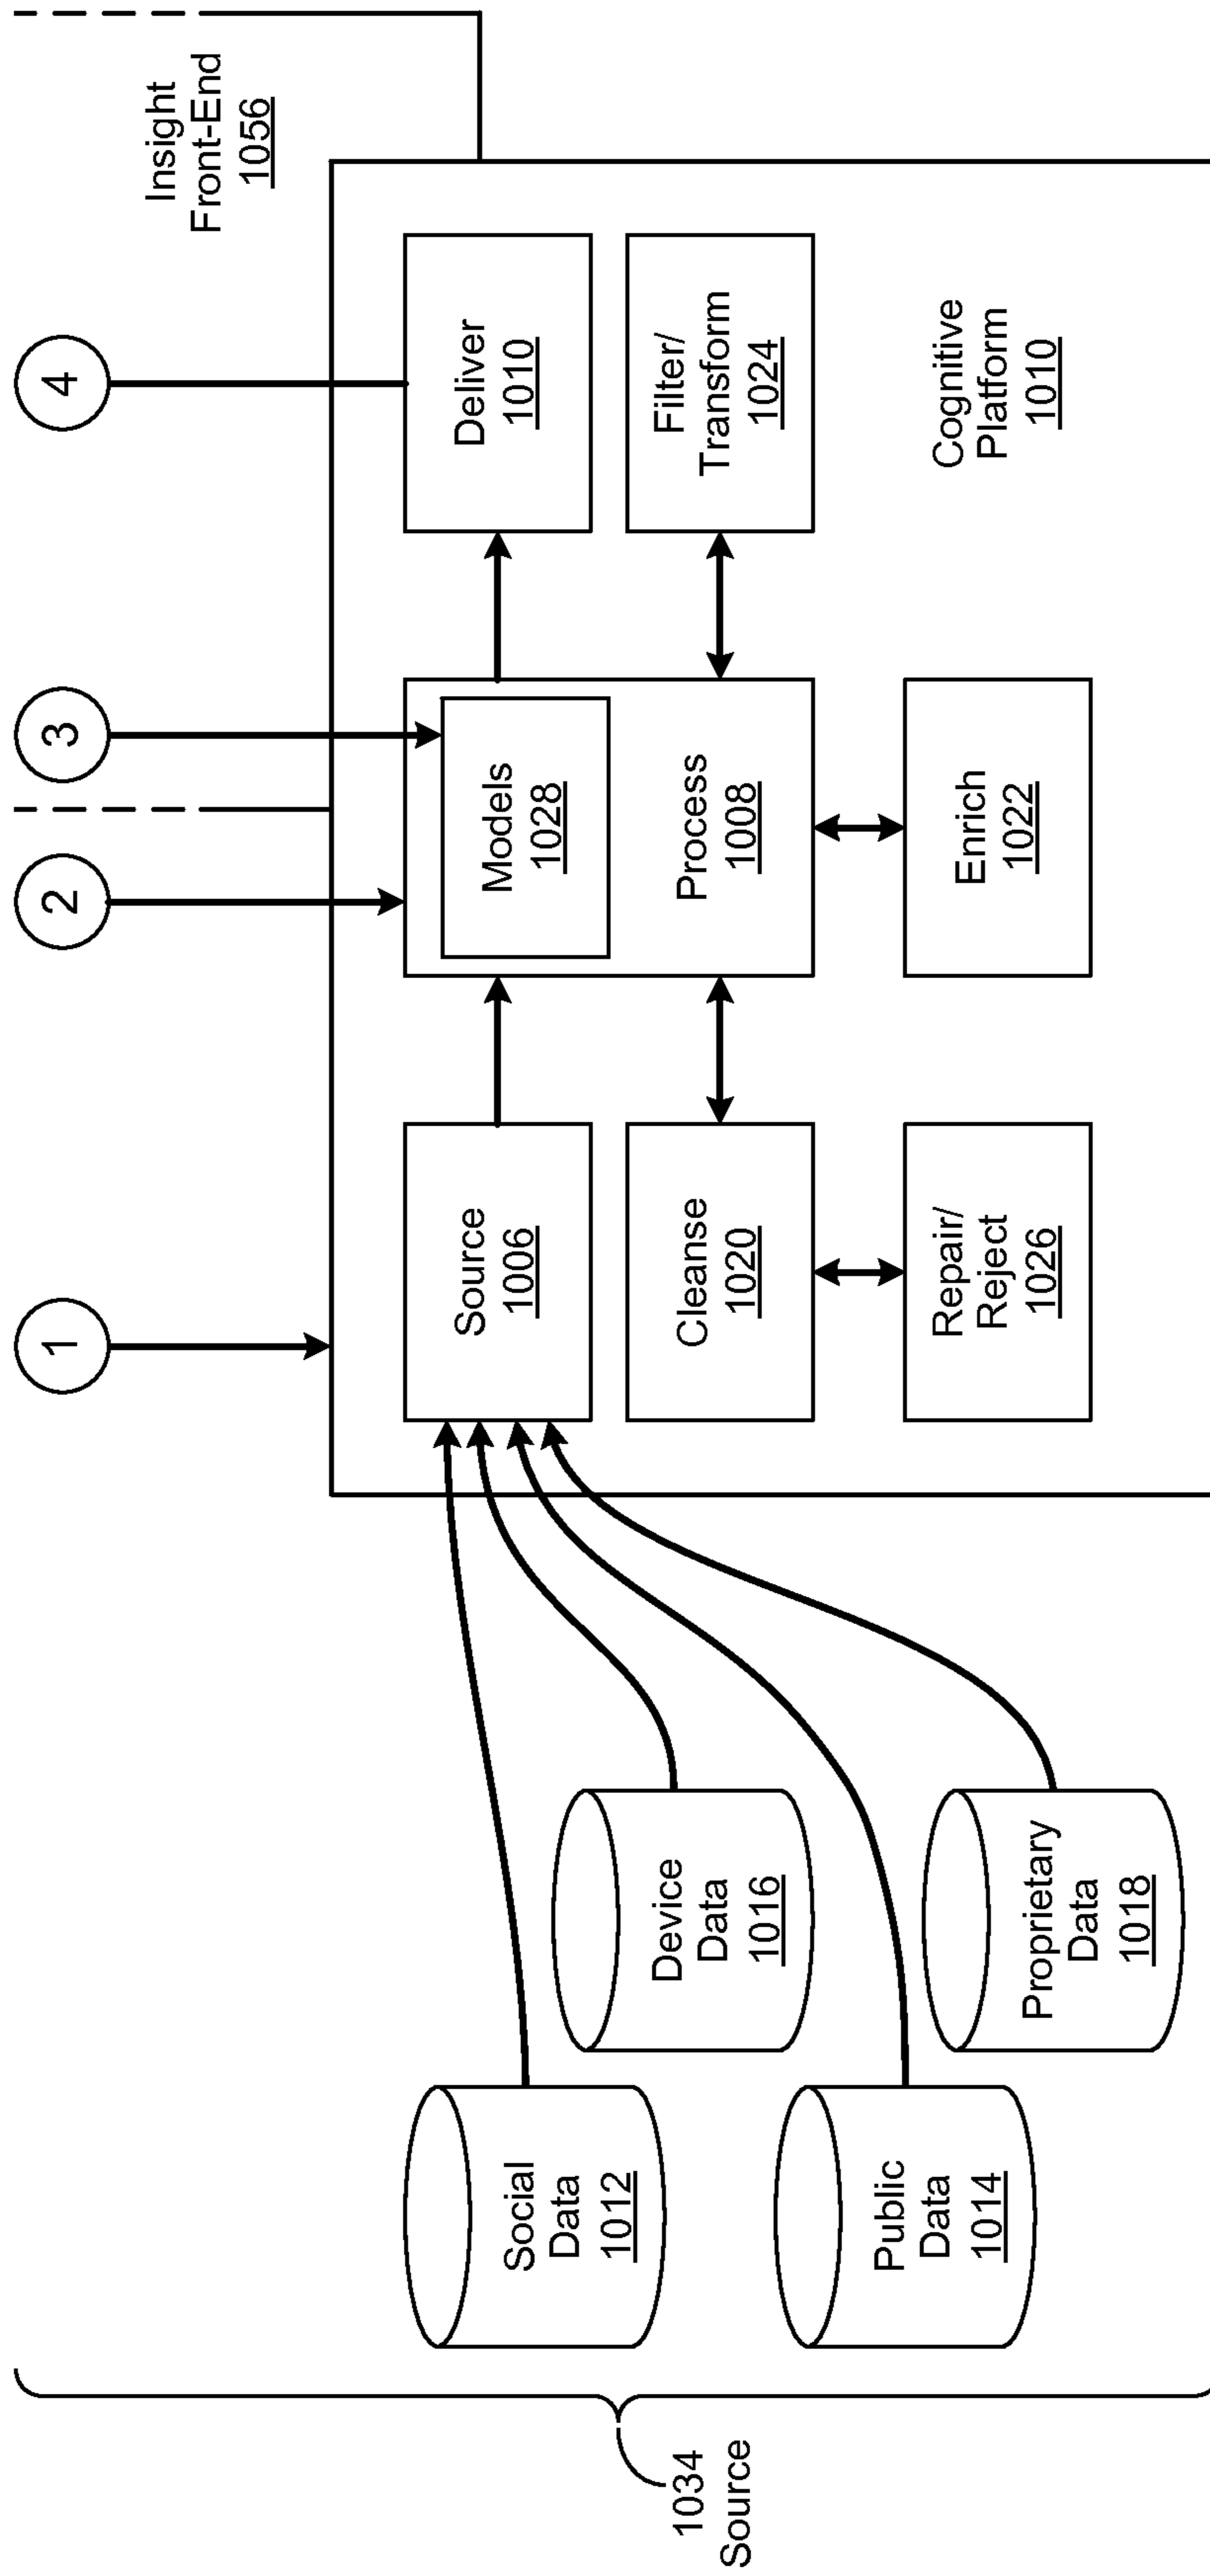 1
2
3
4
Insight
Front-End
1056
Source
1006
Models
1028
Process
1008
Deliver
1010
Cleanse
1020
Filter/
Transform
1024
Repair/
Reject
1026
Enrich
1022
Cognitive
Platform
1010
Social
Data
1012
Device
Data
1016
Public
Data
1014
Proprietary
Data
1018
1034
Source